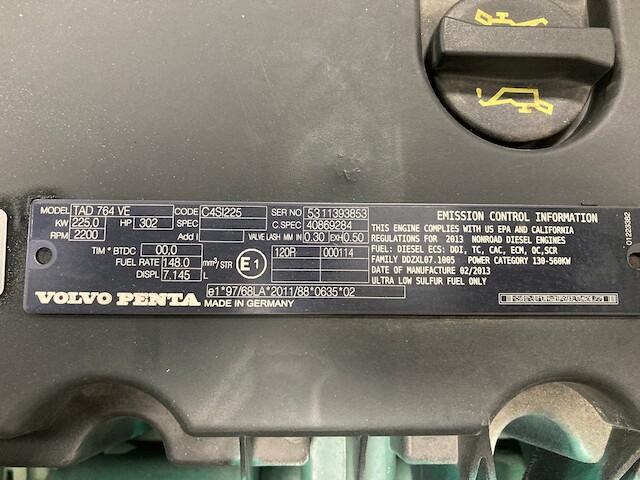 MODEL TAD 764 VE CODE C4SI225 SER NO 5311393853
KW 225,0 HP 302 SPEC C.SPEC 40869284
RPM 2200 Add I VALVE LASH MM IN 0.30 EXH 0.50
TIM °BTDC 00.0 120R 000114
FUEL RATE 148.0 mm³/STR E1
DISPL 7.145 L
VOLVO PENTA e1*97/68LA*2011/88*0635*02
MADE IN GERMANY
EMISSION CONTROL INFORMATION
THIS ENGINE COMPLIES WITH US EPA AND CALIFORNIA
REGULATIONS FOR 2013 NONROAD DIESEL ENGINES
FUEL: DIESEL ECS: DDI, TC, CAC, ECM, OC,SCR
FAMILY DDZXL07.1005 POWER CATEGORY 130-560KW
DATE OF MANUFACTURE 02/2013
ULTRA LOW SULFUR FUEL ONLY
01223382